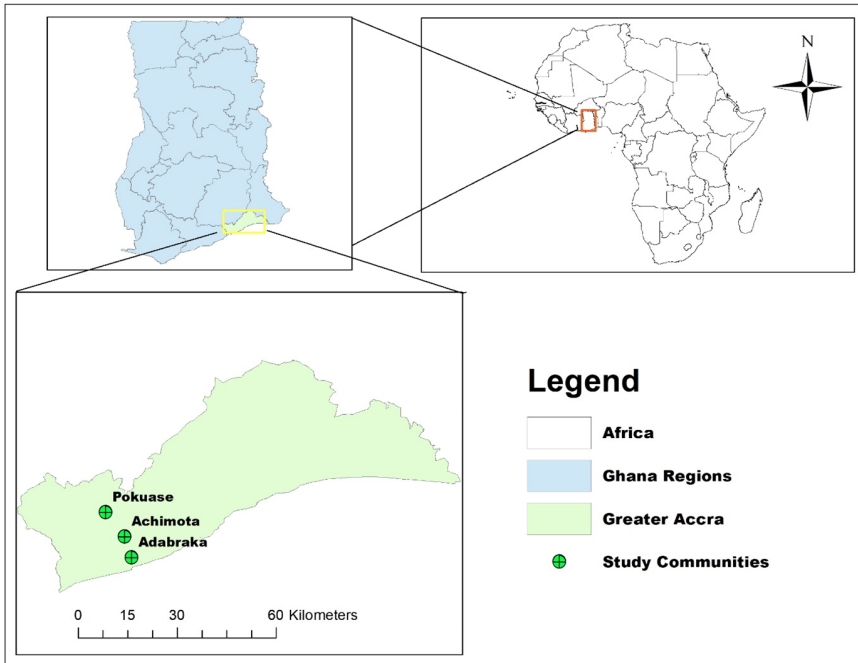 N
Pokuase
Achimota
Adabraka
0 15 30 60 Kilometers
Legend
Africa
Ghana Regions
Greater Accra
Study Communities